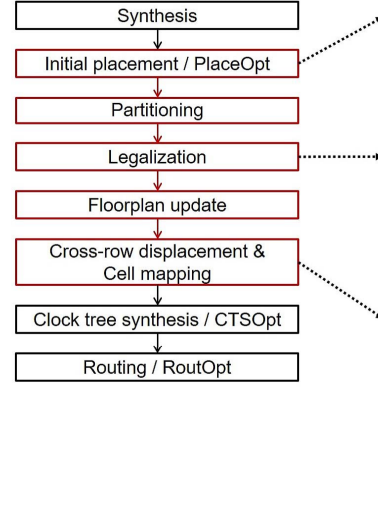 Synthesis
Initial placement / PlaceOpt
Partitioning
Legalization
Floorplan update
Cross-row displacement &
Cell mapping
Clock tree synthesis / CTSOpt
Routing / RoutOpt